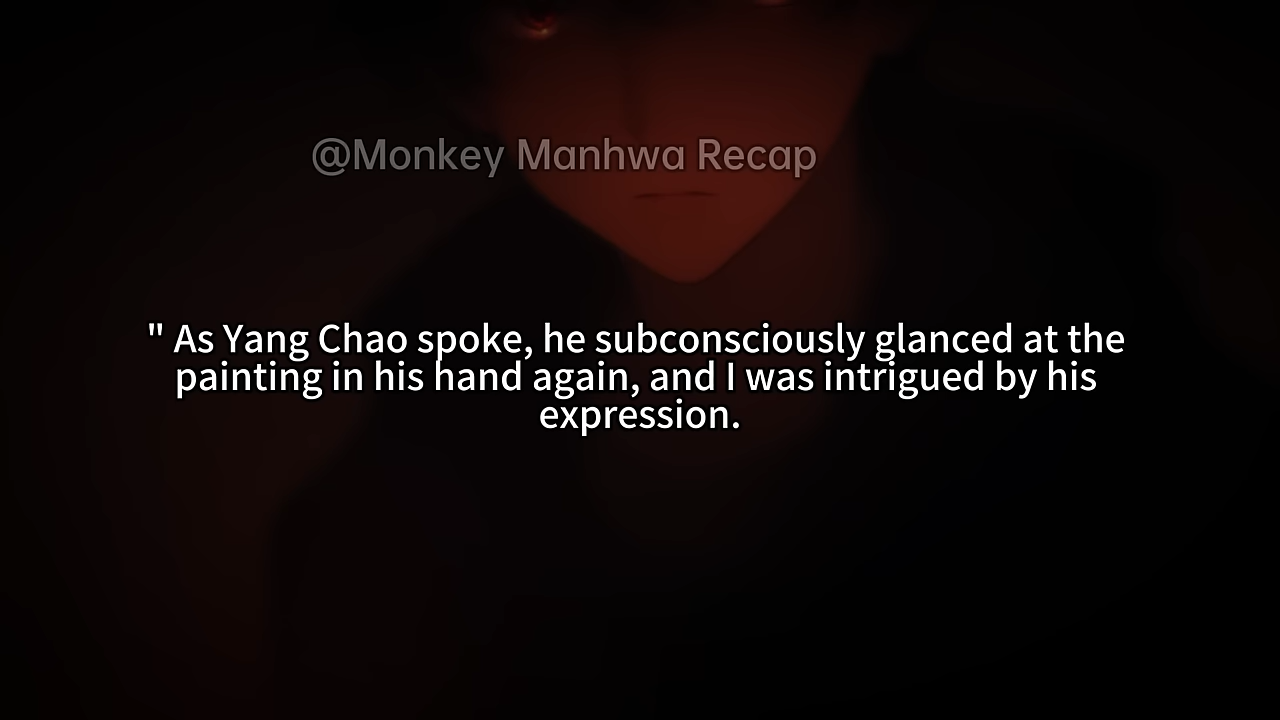 @Monkey Manhwa Recap
" As Yang Chao spoke, he subconsciously glanced at the
painting in his hand again, and I was intrigued by his
expression.